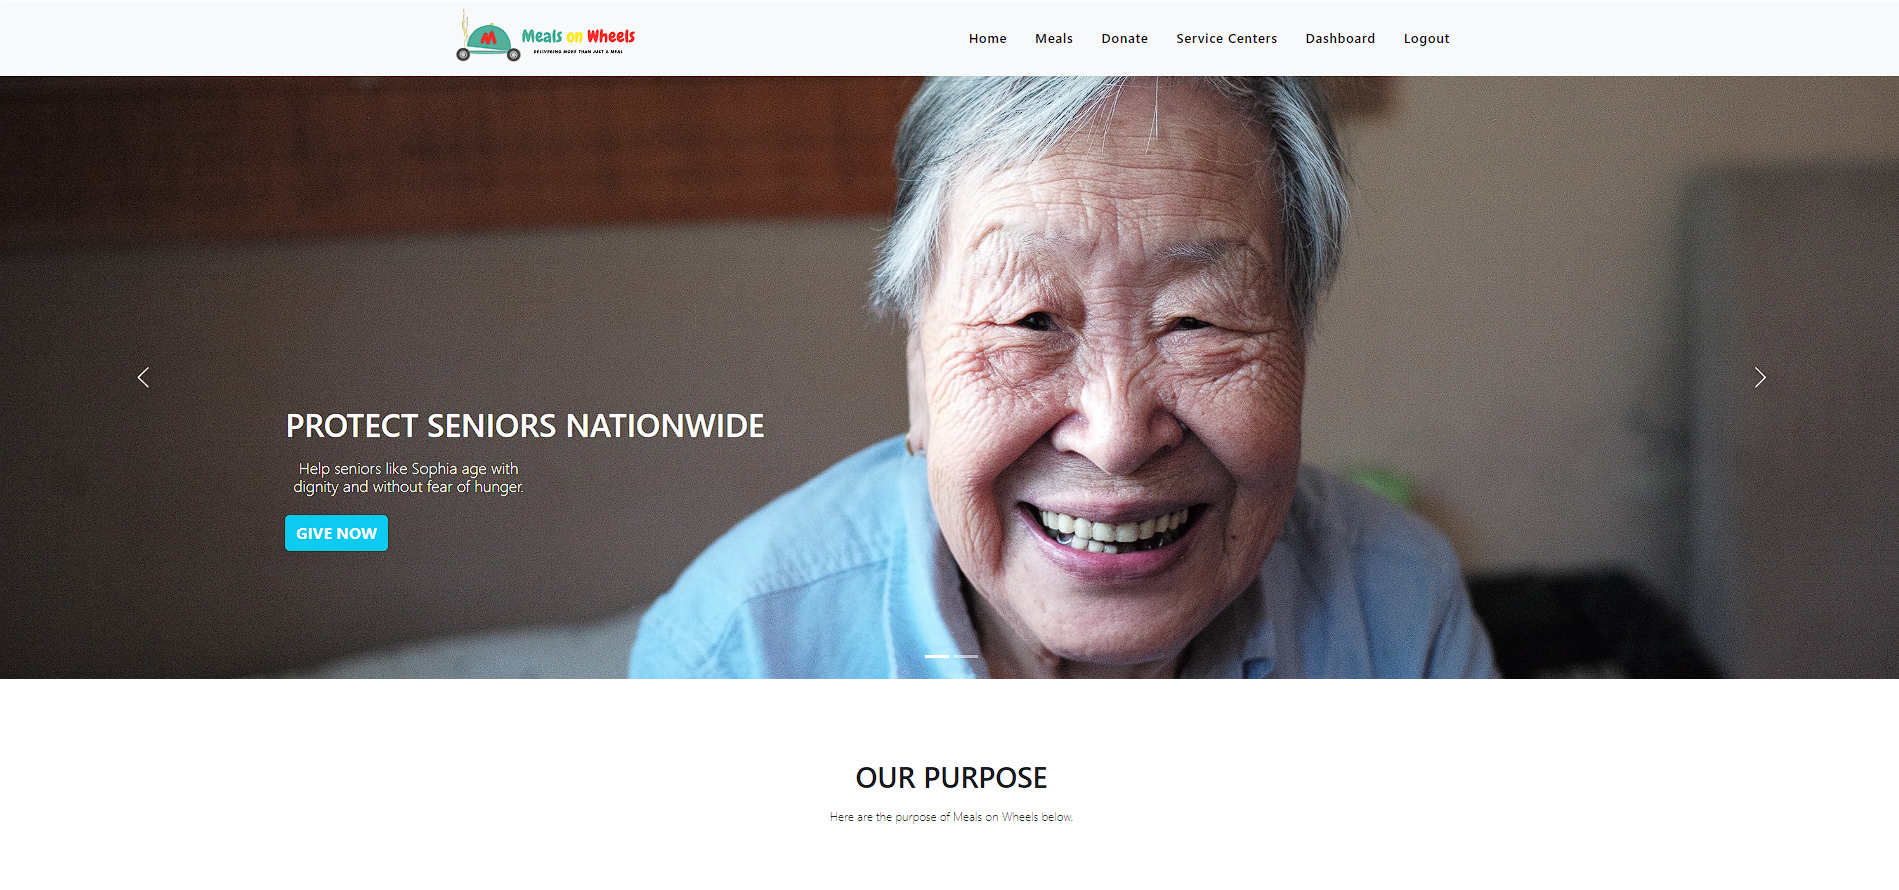 M
Meals on Wheels
DELIVERING MORE THAN JUST A MEAL
Home Meals Donate Service Centers Dashboard Logout
PROTECT SENIORS NATIONWIDE
Help seniors like Sophia age with
dignity and without fear of hunger.
GIVE NOW
OUR PURPOSE
Here are the purpose of Meals on Wheels below.